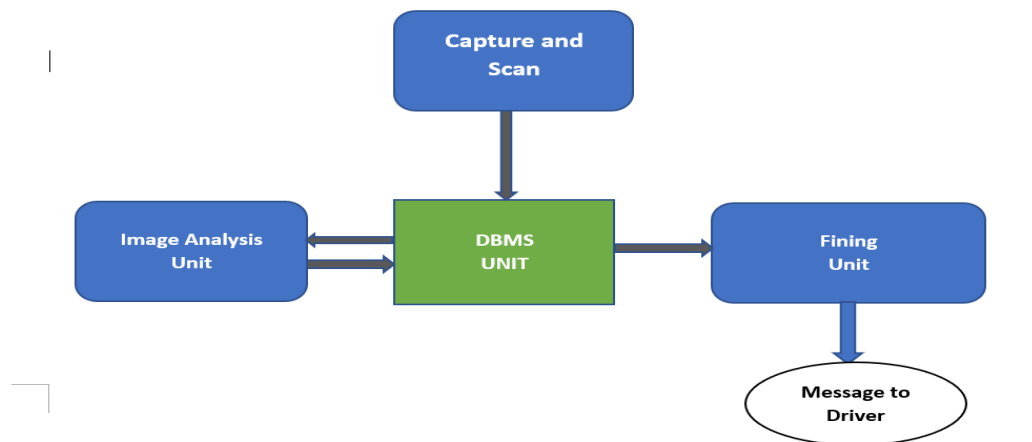 Capture and
Scan
Image Analysis
Unit
DBMS
UNIT
Fining
Unit
Message to
Driver